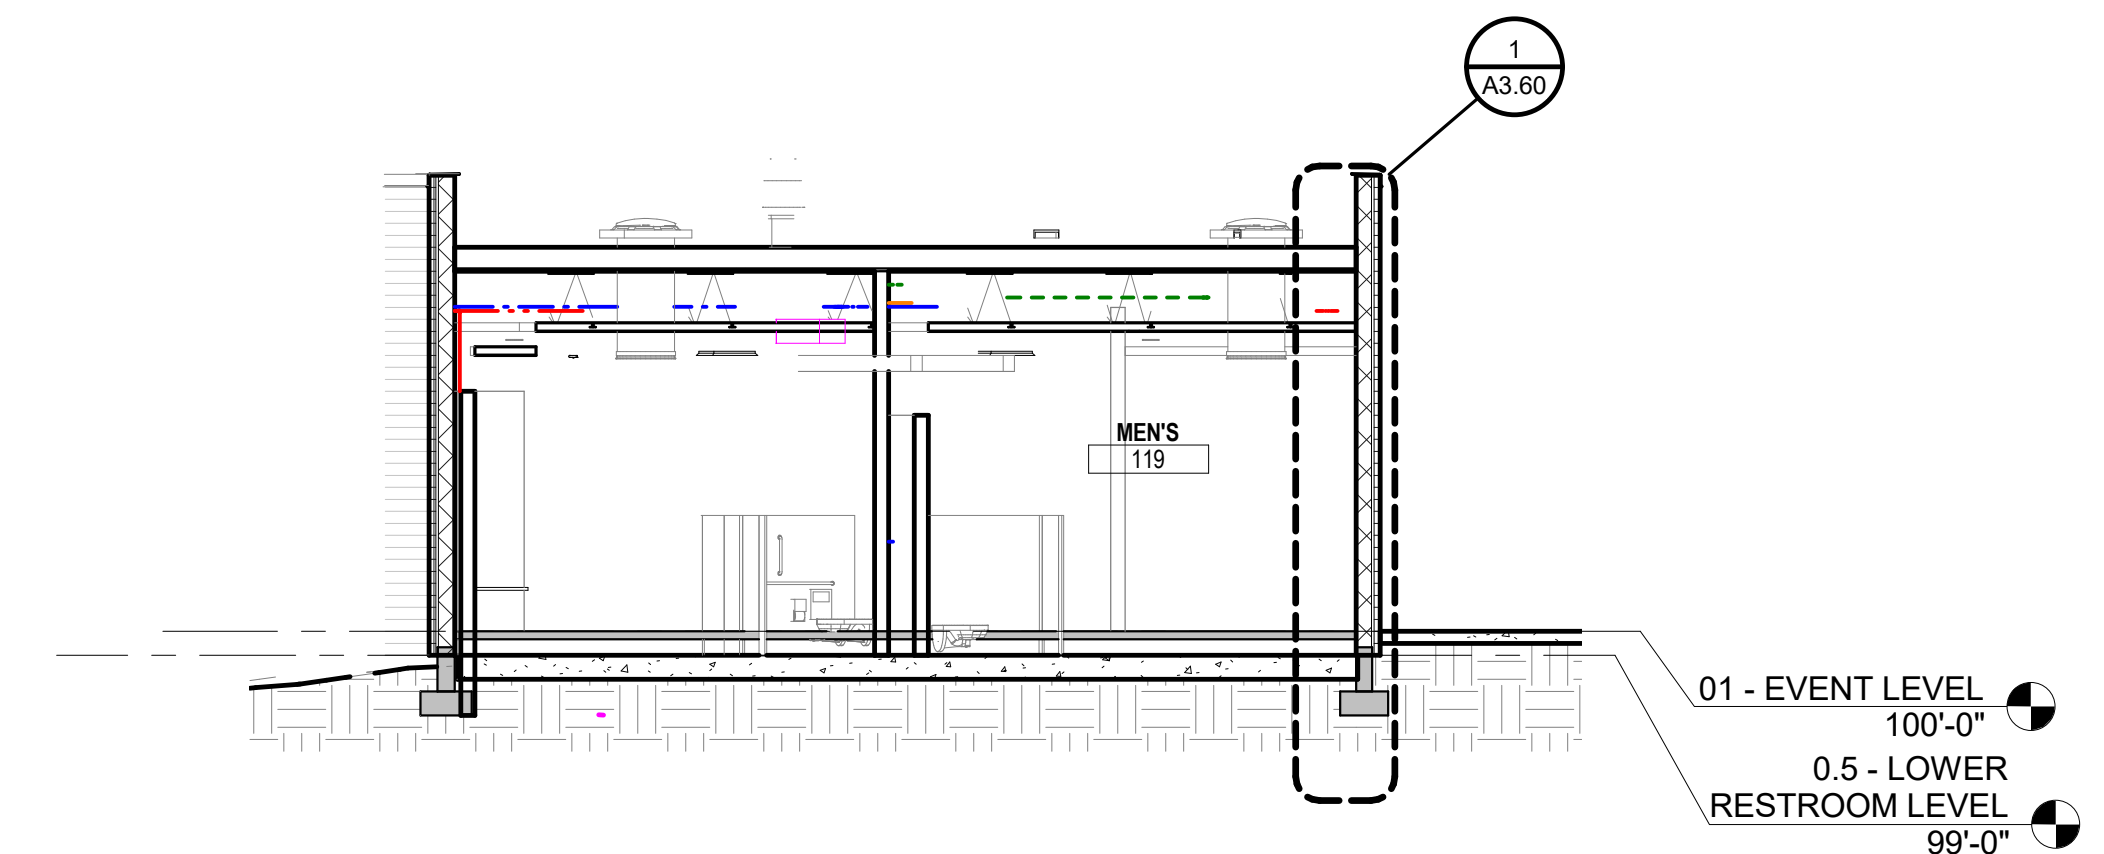 1
A3.60
MEN'S
119
01 - EVENT LEVEL
100'-0"
0.5 - LOWER
RESTROOM LEVEL
99'-0"